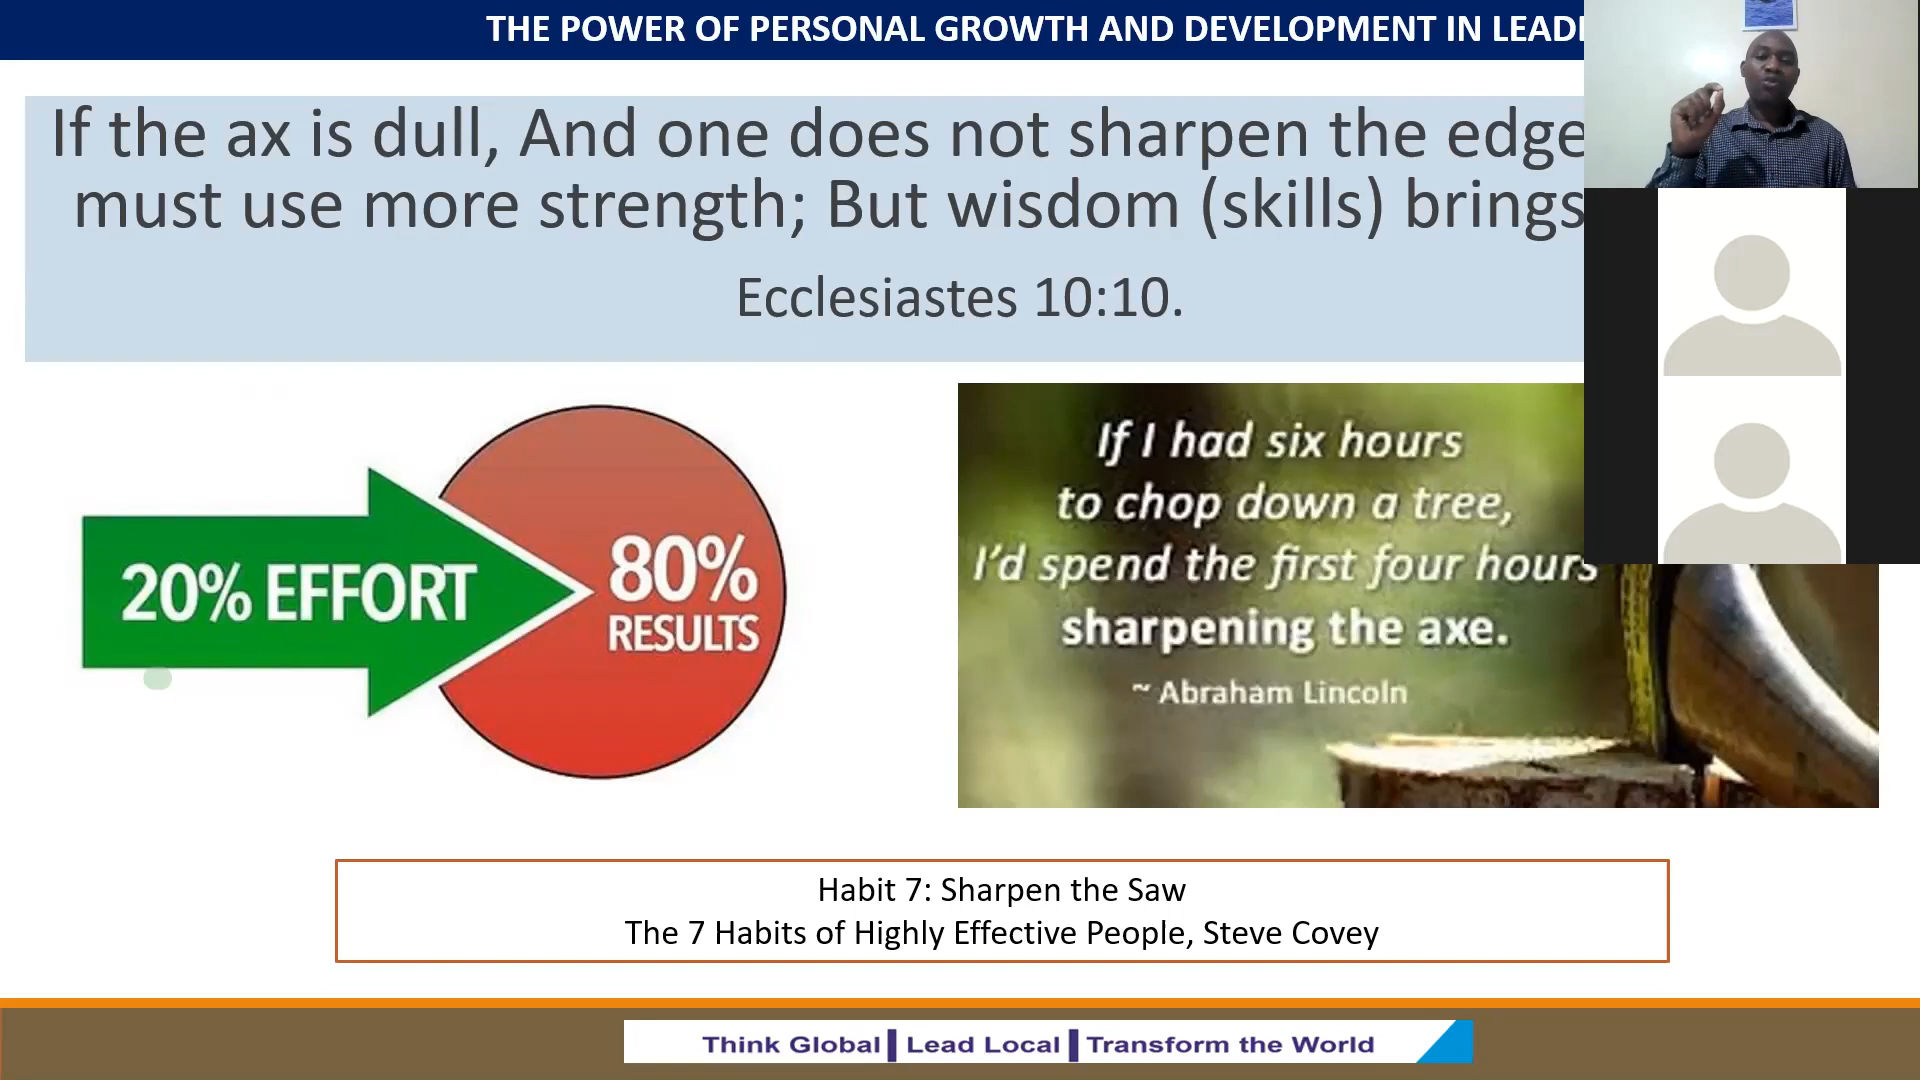 THE POWER OF PERSONAL GROWTH AND DEVELOPMENT IN
If the ax is dull, And one does not sharpen the edge
must use more strength; But wisdom (skills) brings
Ecclesiastes 10:10.
20% EFFORT
80%
RESULTS
If I had six hours
to chop down a tree,
I'd spend the first four hours
sharpening the axe.
~ Abraham Lincoln
Habit 7: Sharpen the Saw
The 7 Habits of Highly Effective People, Steve Covey
Think Global Lead Local Transform the World